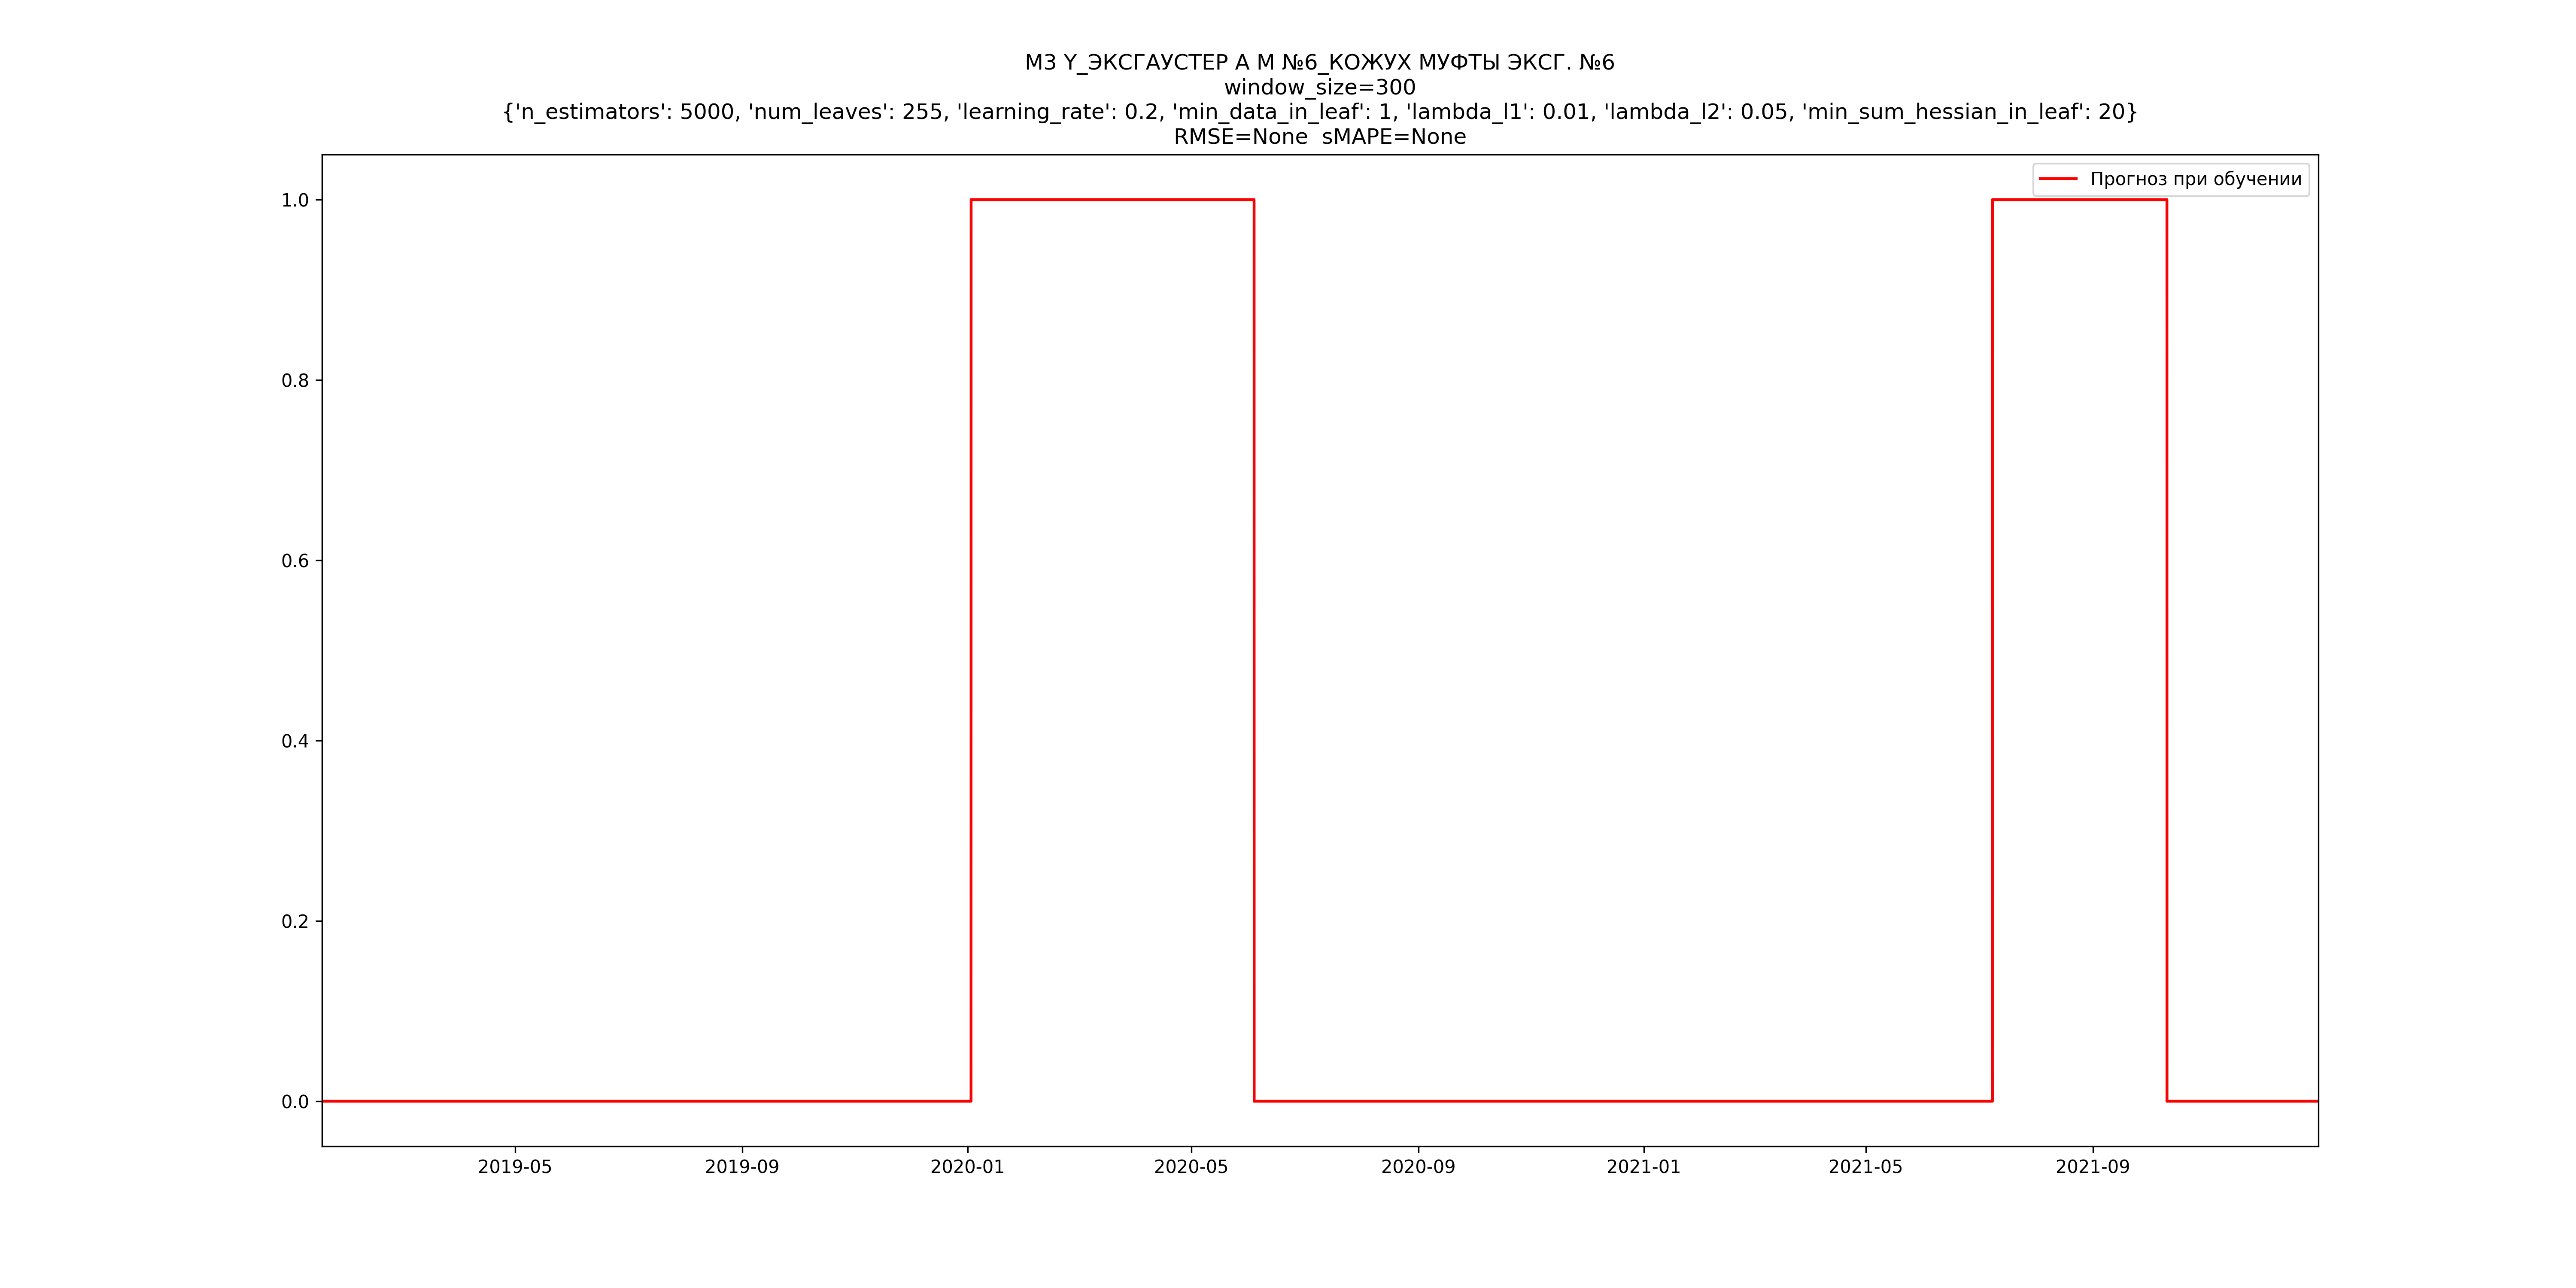 М3 Y_ЭКСГАУСТЕР А М №6_КОЖУХ МУФТЫ ЭКСГ. №6
window_size=300
{'n_estimators': 5000, 'num_leaves': 255, 'learning_rate': 0.2, 'min_data_in_leaf': 1, 'lambda_l1': 0.01, 'lambda_l2': 0.05, 'min_sum_hessian_in_leaf': 20}
RMSE=None  sMAPE=None
Прогноз при обучении
1.0
0.8
0.6
0.4
0.2
0.0
2019-05 2019-09 2020-01 2020-05 2020-09 2021-01 2021-05 2021-09